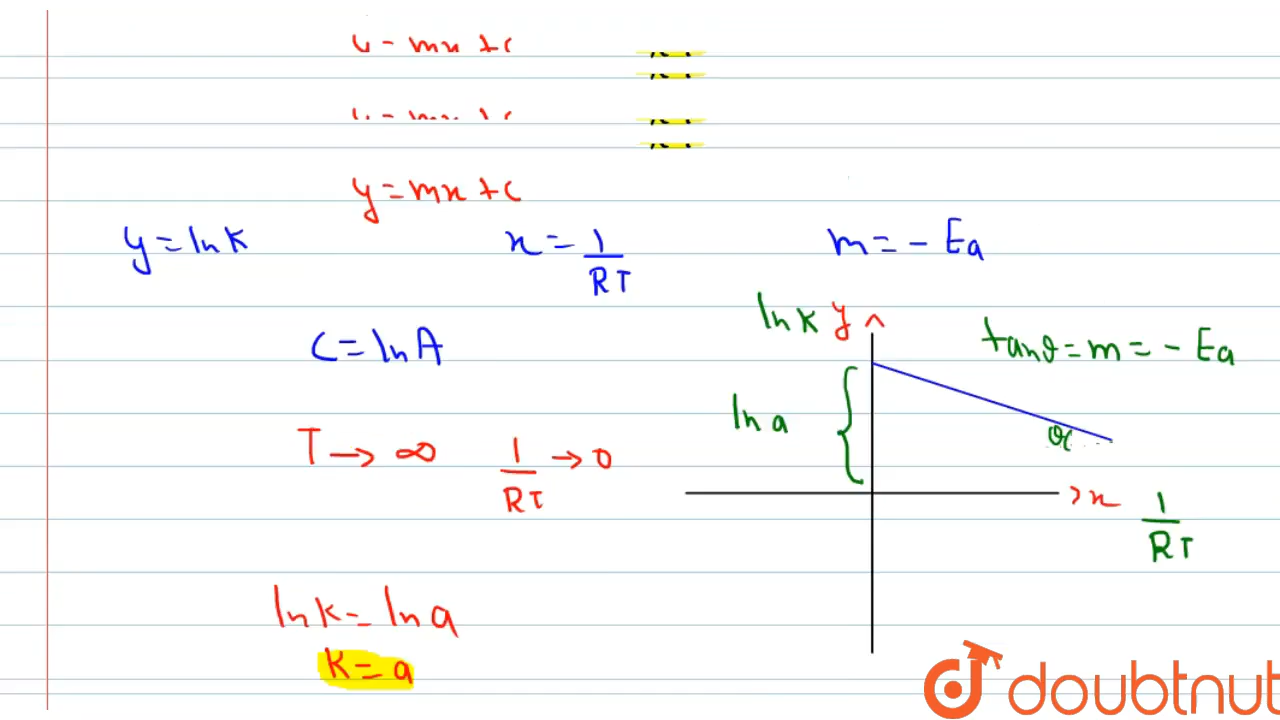 y = mx + c
y = ln K
x = 1/RT
m = - Ea
C = ln A
ln K y
tanθ = m = - Ea
ln a
θ
T → ∞
1/RT → 0
x
1/RT
ln K = ln a
K = a
doubtnut